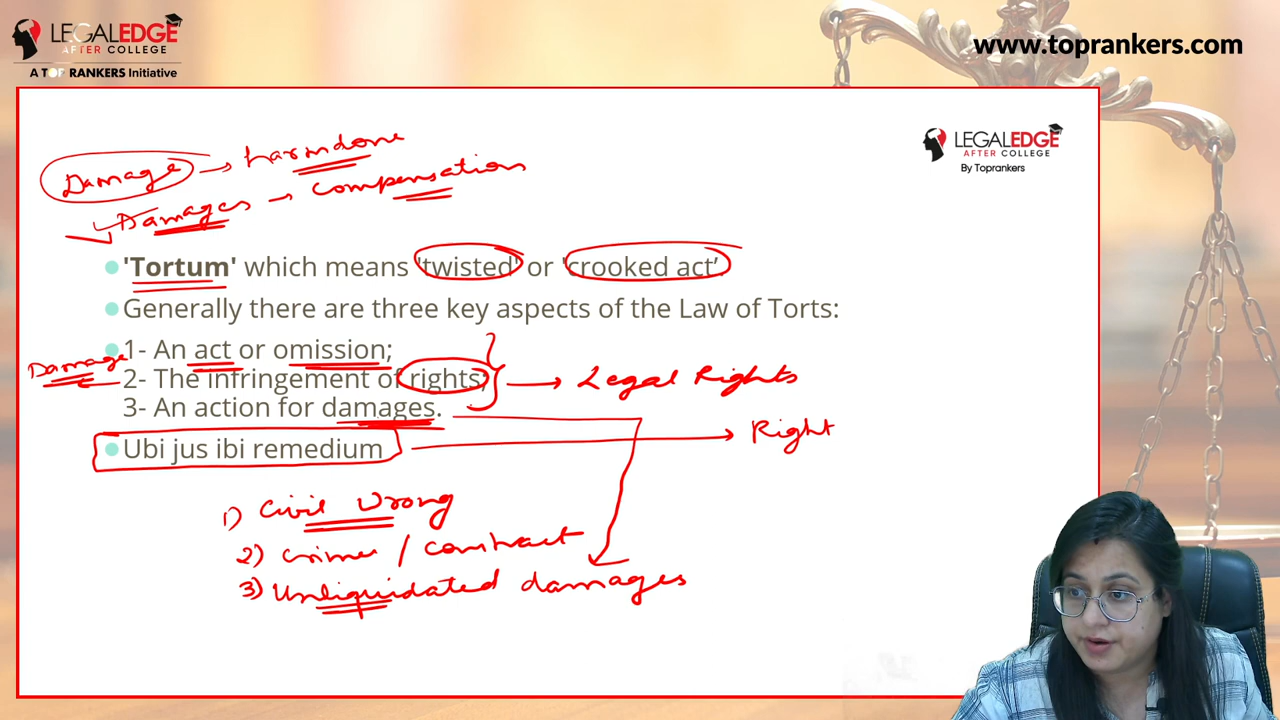 LEGALEDGE
AFTER COLLEGE
A TOP RANKERS Initiative
www.toprankers.com
LEGALEDGE
AFTER COLLEGE
By Toprankers
Damage → harm done
Damages → Compensation
'Tortum' which means 'twisted' or 'crooked act'.
Generally there are three key aspects of the Law of Torts:
1- An act or omission;
Damage
2- The infringement of rights; → Legal Rights
3- An action for damages.
Ubi jus ibi remedium → Right
1) Civil Wrong
2) Crime / Contract
3) Unliquidated damages